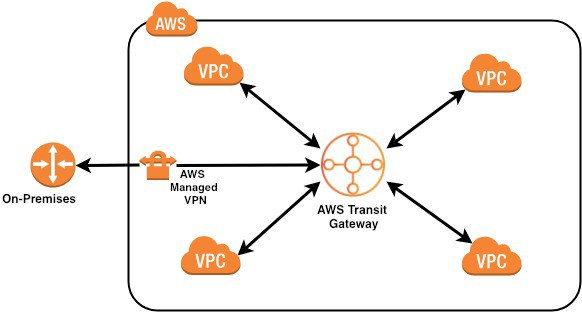 AWS
VPC
VPC
On-Premises
AWS
Managed
VPN
AWS Transit
Gateway
VPC
VPC